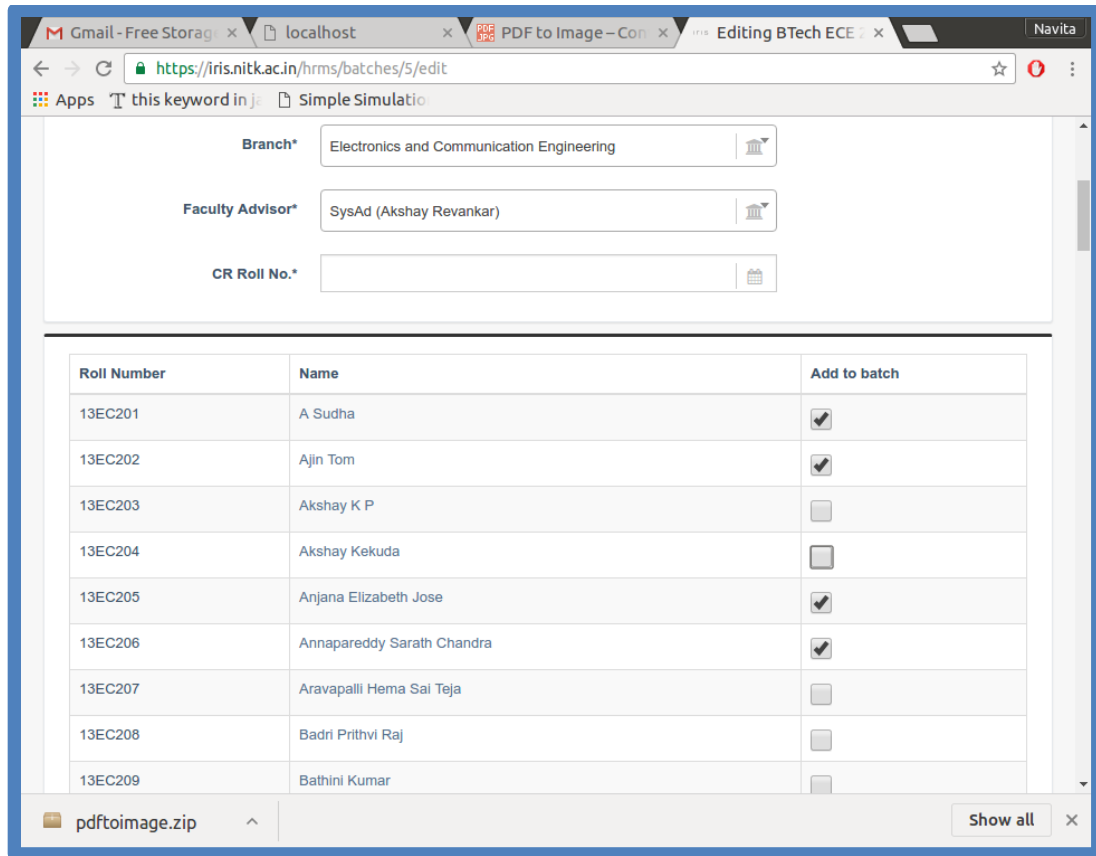 Gmail - Free Storag
localhost
PDF to Image – Con
Editing BTech ECE 2
Navita
https://iris.nitk.ac.in/hrms/batches/5/edit
Apps this keyword in ja Simple Simulatio
Branch* Electronics and Communication Engineering
Faculty Advisor* SysAd (Akshay Revankar)
CR Roll No.*
Roll Number Name Add to batch
13EC201 A Sudha
13EC202 Ajin Tom
13EC203 Akshay K P
13EC204 Akshay Kekuda
13EC205 Anjana Elizabeth Jose
13EC206 Annapareddy Sarath Chandra
13EC207 Aravapalli Hema Sai Teja
13EC208 Badri Prithvi Raj
13EC209 Bathini Kumar
pdftoimage.zip Show all